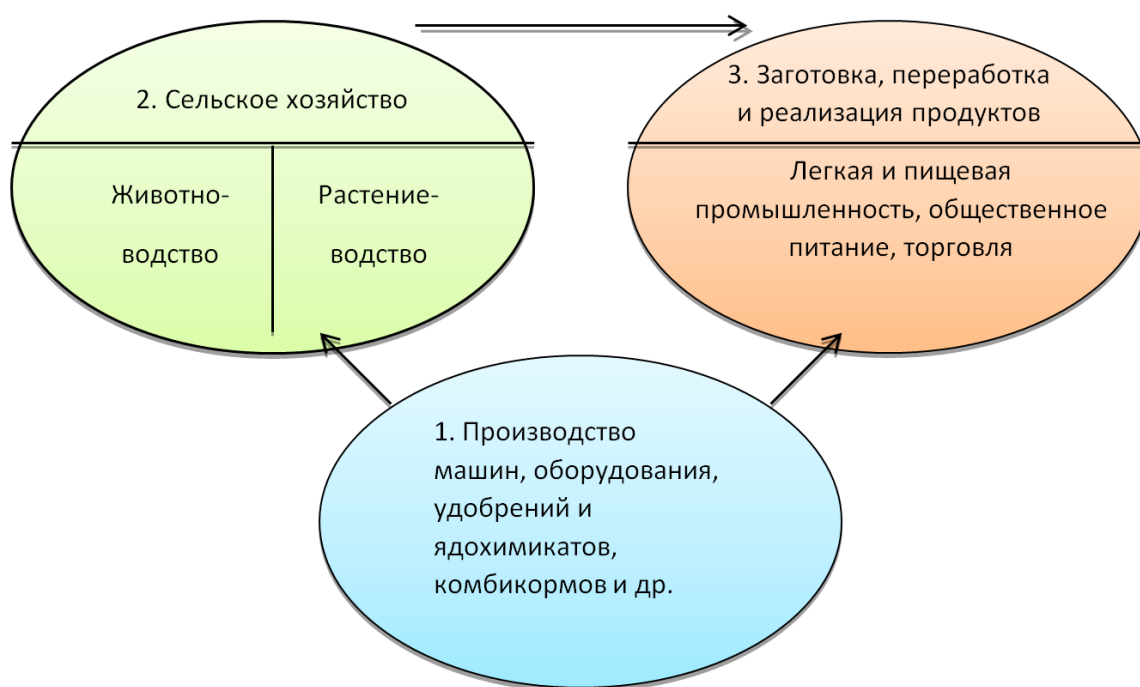 2. Сельское хозяйство
Животно-
водство
Растение-
водство
3. Заготовка, переработка
и реализация продуктов
Легкая и пищевая
промышленность, общественное
питание, торговля
1. Производство
машин, оборудования,
удобрений и
ядохимикатов,
комбикормов и др.